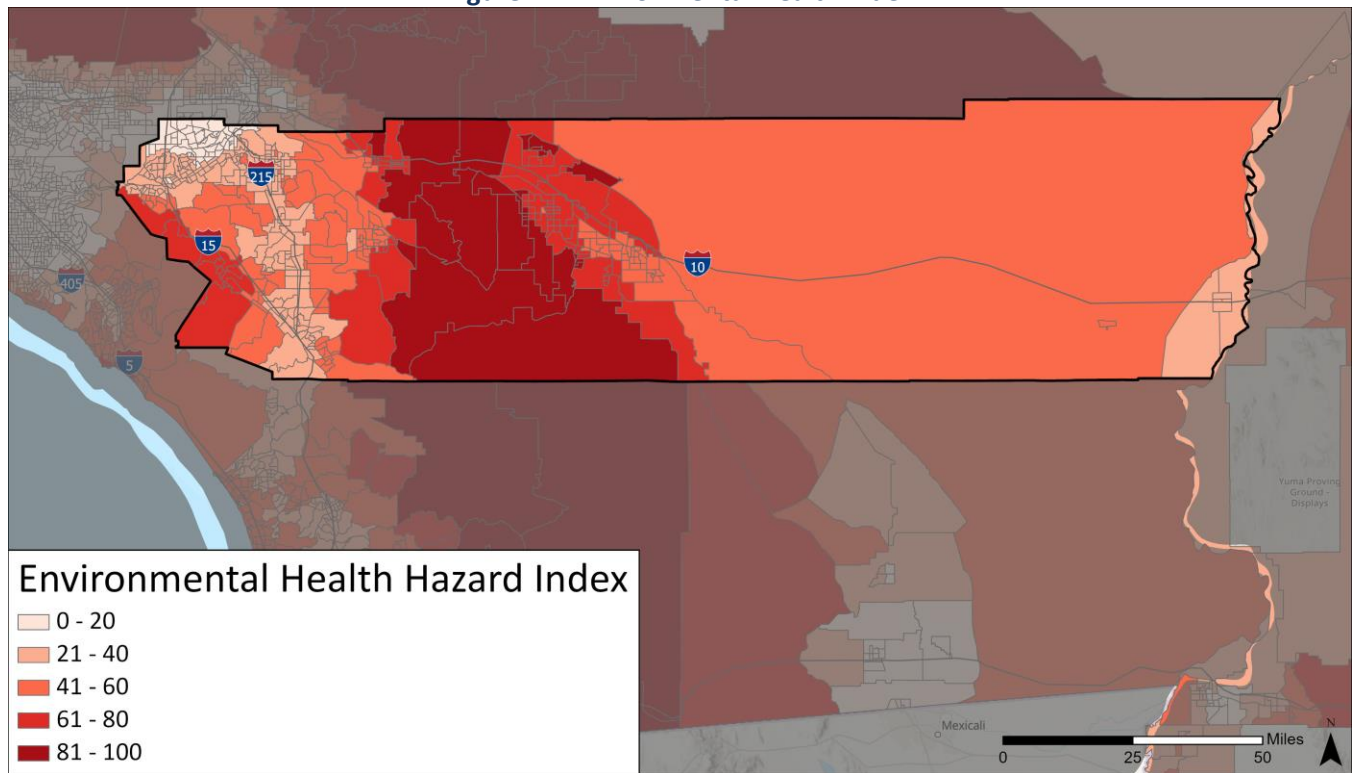 215
15
10
405
5
Yuma Proving
Ground -
Displays
Environmental Health Hazard Index
0 - 20
21 - 40
41 - 60
61 - 80
81 - 100
Mexicali
N
Miles
0
25
50